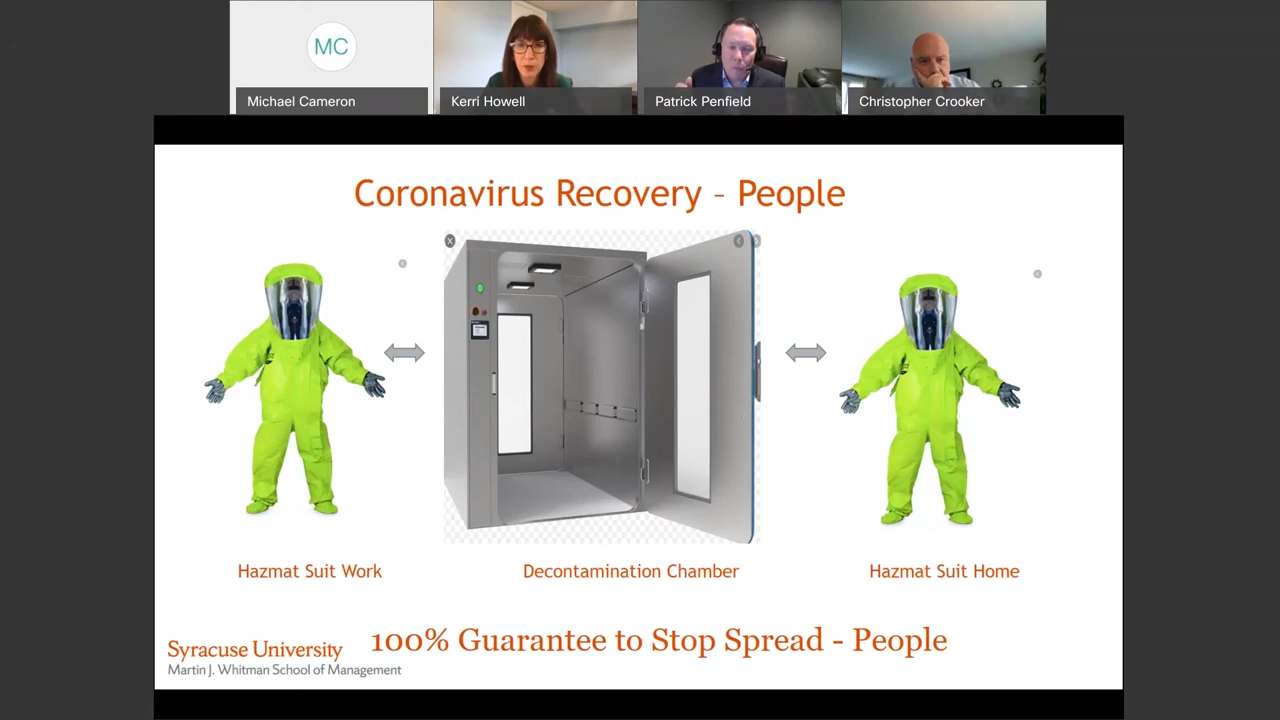 MC
Michael Cameron
Kerri Howell
Patrick Penfield
Christopher Crooker
Coronavirus Recovery – People
Hazmat Suit Work
Decontamination Chamber
Hazmat Suit Home
100% Guarantee to Stop Spread - People
Syracuse University
Martin J. Whitman School of Management